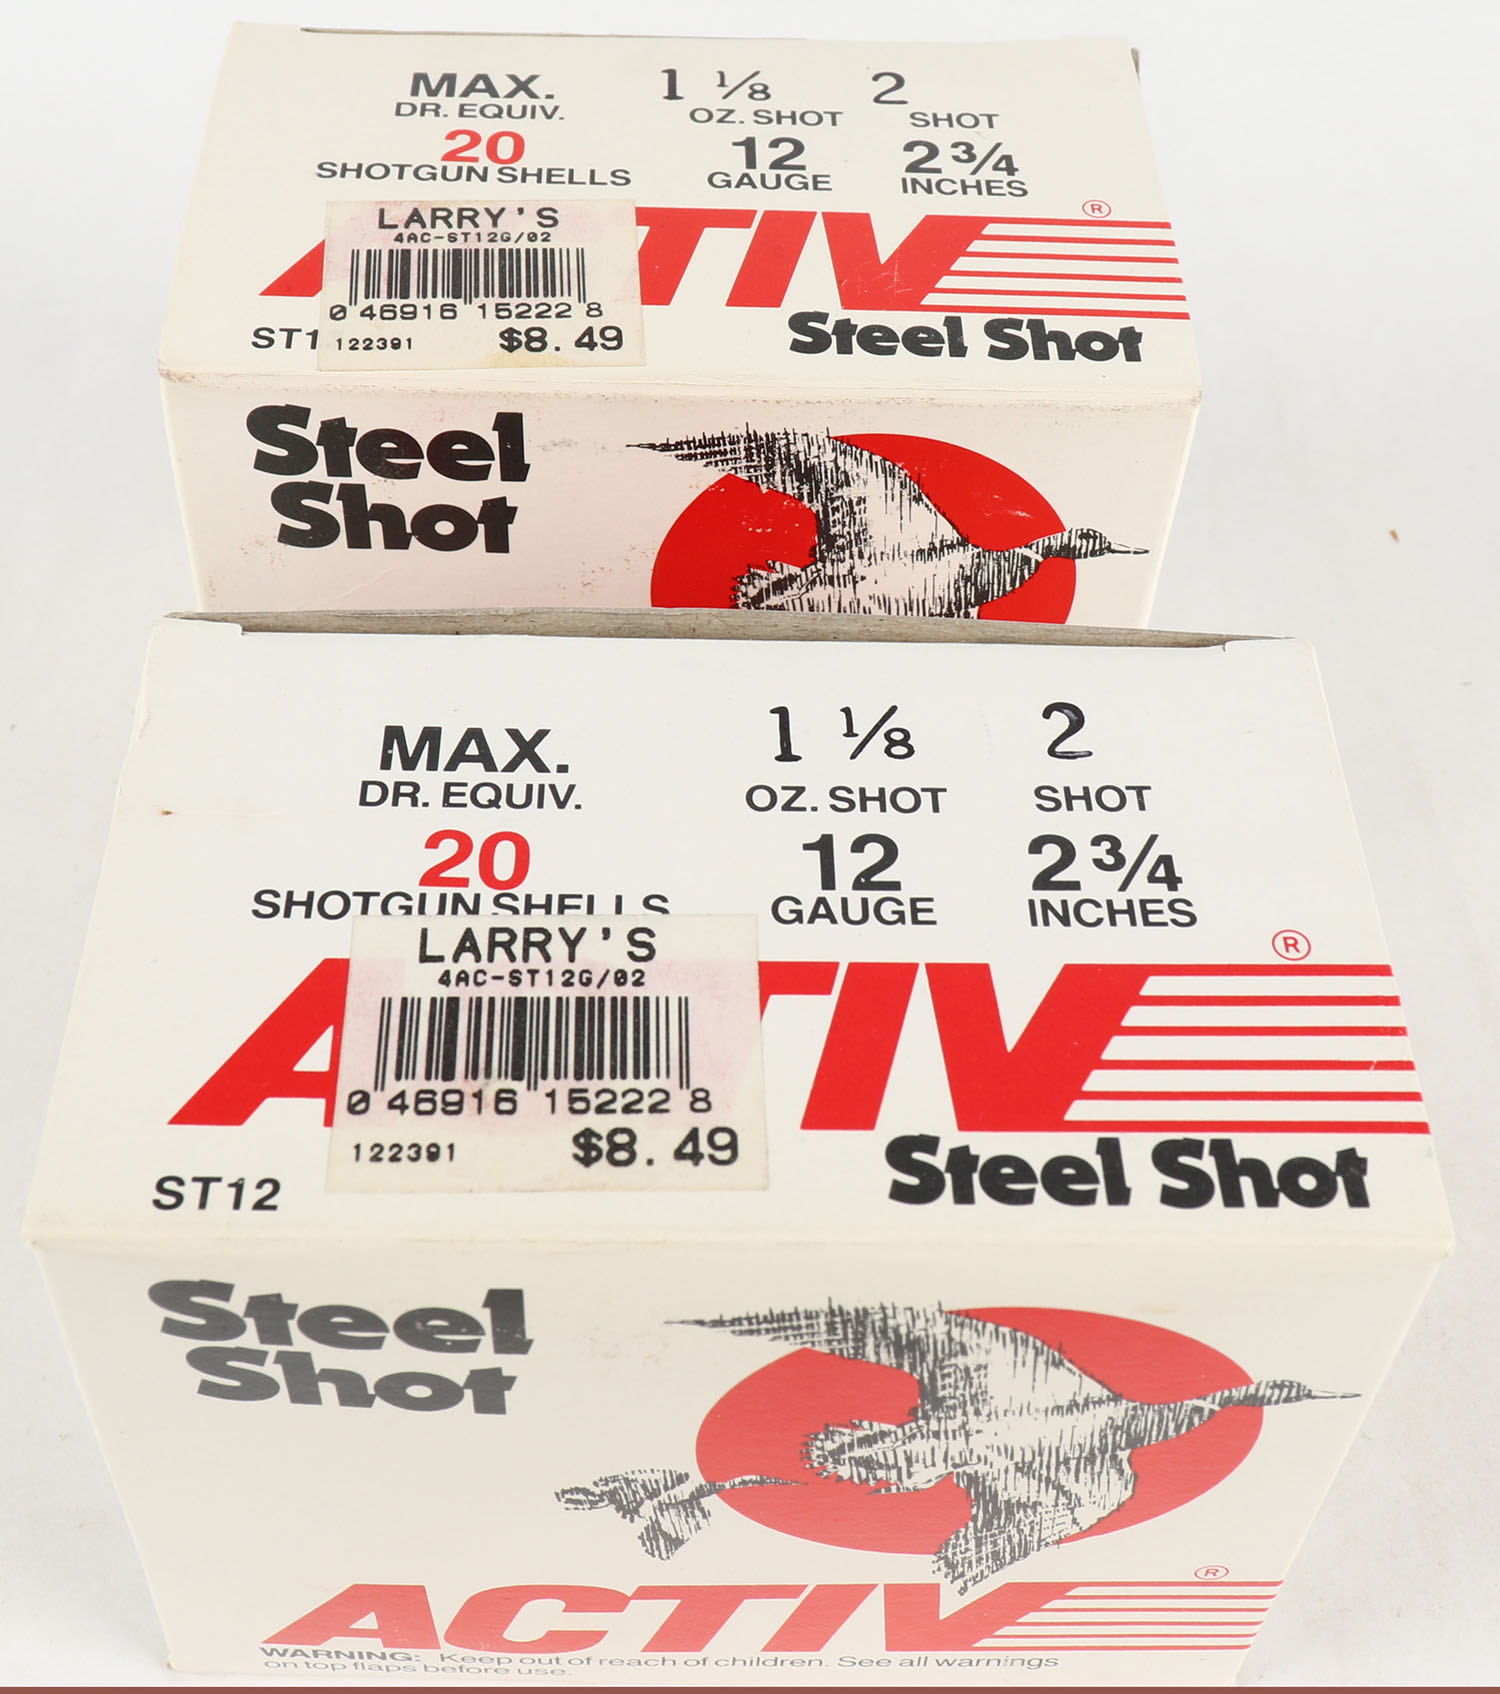 MAX. 1 1/8 2
DR. EQUIV. OZ. SHOT SHOT
20 12 2 3/4
SHOTGUN SHELLS GAUGE INCHES
LARRY'S
4AC-ST12G/02
TIV ®
0 46916 15222 8
ST1 122391 $8.49
Steel Shot
Steel
Shot
MAX. 1 1/8 2
DR. EQUIV. OZ. SHOT SHOT
20 12 2 3/4
SHOTGUN SHELLS GAUGE INCHES
LARRY'S
4AC-ST12G/02
A TIV ®
0 46916 15222 8
122391 $8.49
ST12 Steel Shot
Steel
Shot
ACTIV ®
WARNING: Keep out of reach of children. See all warnings
on top flaps before use.